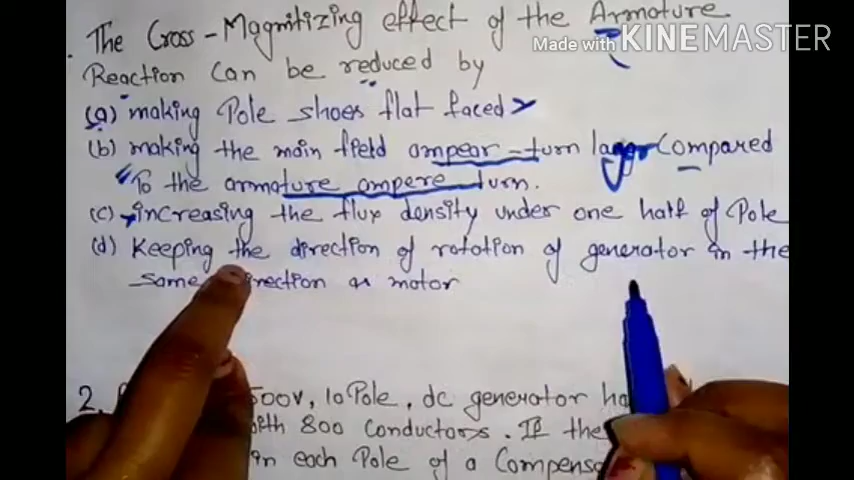 The Cross-Magnitizing effect of the Armature
Made with KINEMASTER
Reaction Can be reduced by
(a) making Pole shoes flat faced
(b) making the main field ampear-turn lager Compared
To the armature ampere turn.
(c) increasing the flux density under one half of Pole
(d) Keeping the direction of rotation of generator in the
same direction as motor
2. 500V, 10 Pole, dc generator
with 800 Conductors. If the
in each Pole of a